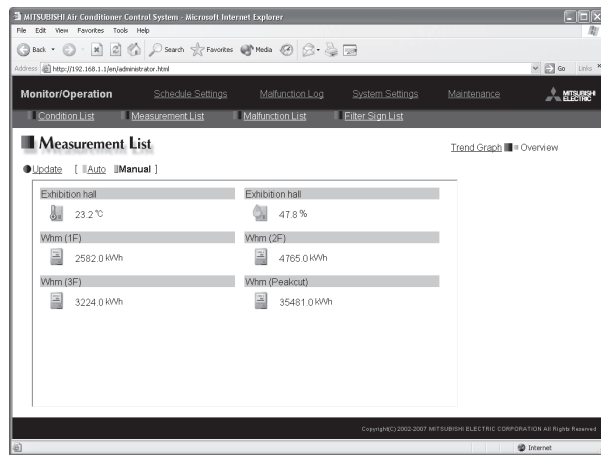 MITSUBISHI Air Conditioner Control System - Microsoft Internet Explorer
File Edit View Favorites Tools Help
Back Search Favorites Media
Address http://192.168.1.1/en/administrator.html Go Links
Monitor/Operation Schedule Settings Malfunction Log System Settings Maintenance MITSUBISHI ELECTRIC
Condition List Measurement List Malfunction List Filter Sign List
Measurement List
Trend Graph = Overview
Update [ Auto Manual ]
Exhibition hall Exhibition hall
23.2 °C 47.8 %
Whm (1F) Whm (2F)
2582.0 kWh 4765.0 kWh
Whm (3F) Whm (Peakcut)
3224.0 kWh 35481.0 kWh
Copyright(C) 2002-2007 MITSUBISHI ELECTRIC CORPORATION All Rights Reserved
Internet